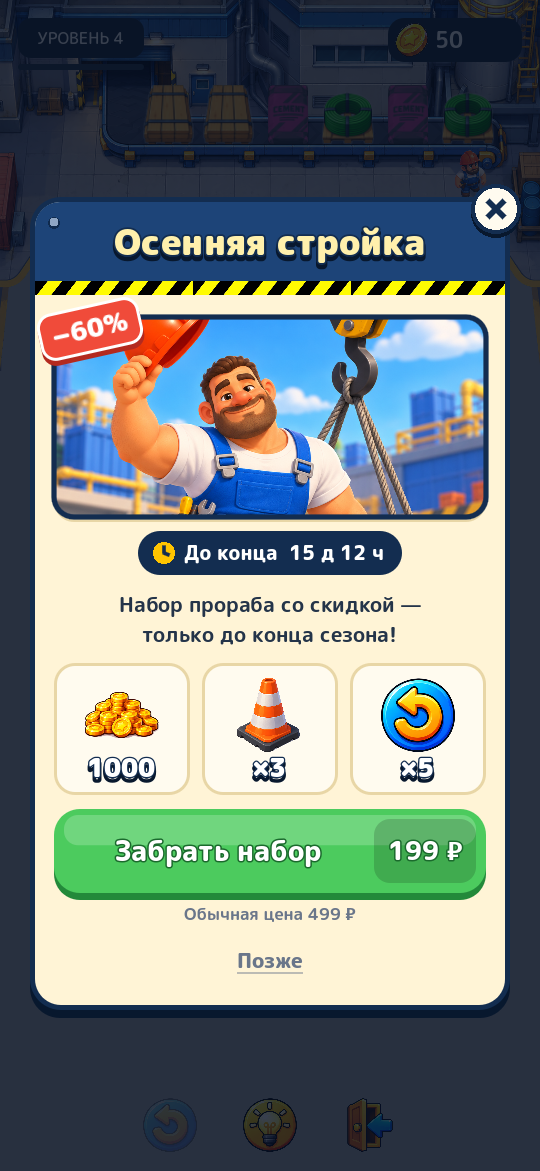 УРОВЕНЬ 4
50
Осенняя стройка
−60%
До конца 15 д 12 ч
Набор прораба со скидкой —
только до конца сезона!
1000
x3
x5
Забрать набор
199 ₽
Обычная цена 499 ₽
Позже